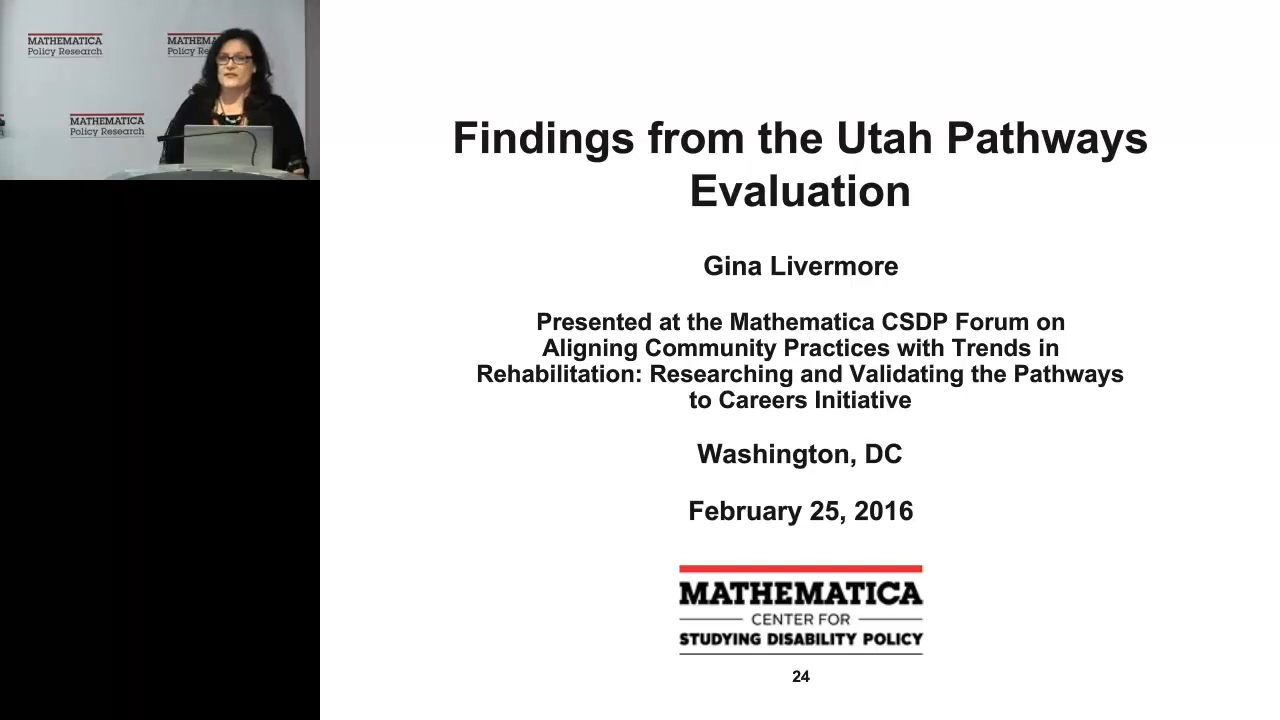 MATHEMATICA
Policy Research
MATHEMA
Policy Re
MATHEMATICA
Policy Research
Findings from the Utah Pathways
Evaluation
Gina Livermore
Presented at the Mathematica CSDP Forum on
Aligning Community Practices with Trends in
Rehabilitation: Researching and Validating the Pathways
to Careers Initiative
Washington, DC
February 25, 2016
MATHEMATICA
CENTER FOR
STUDYING DISABILITY POLICY
24